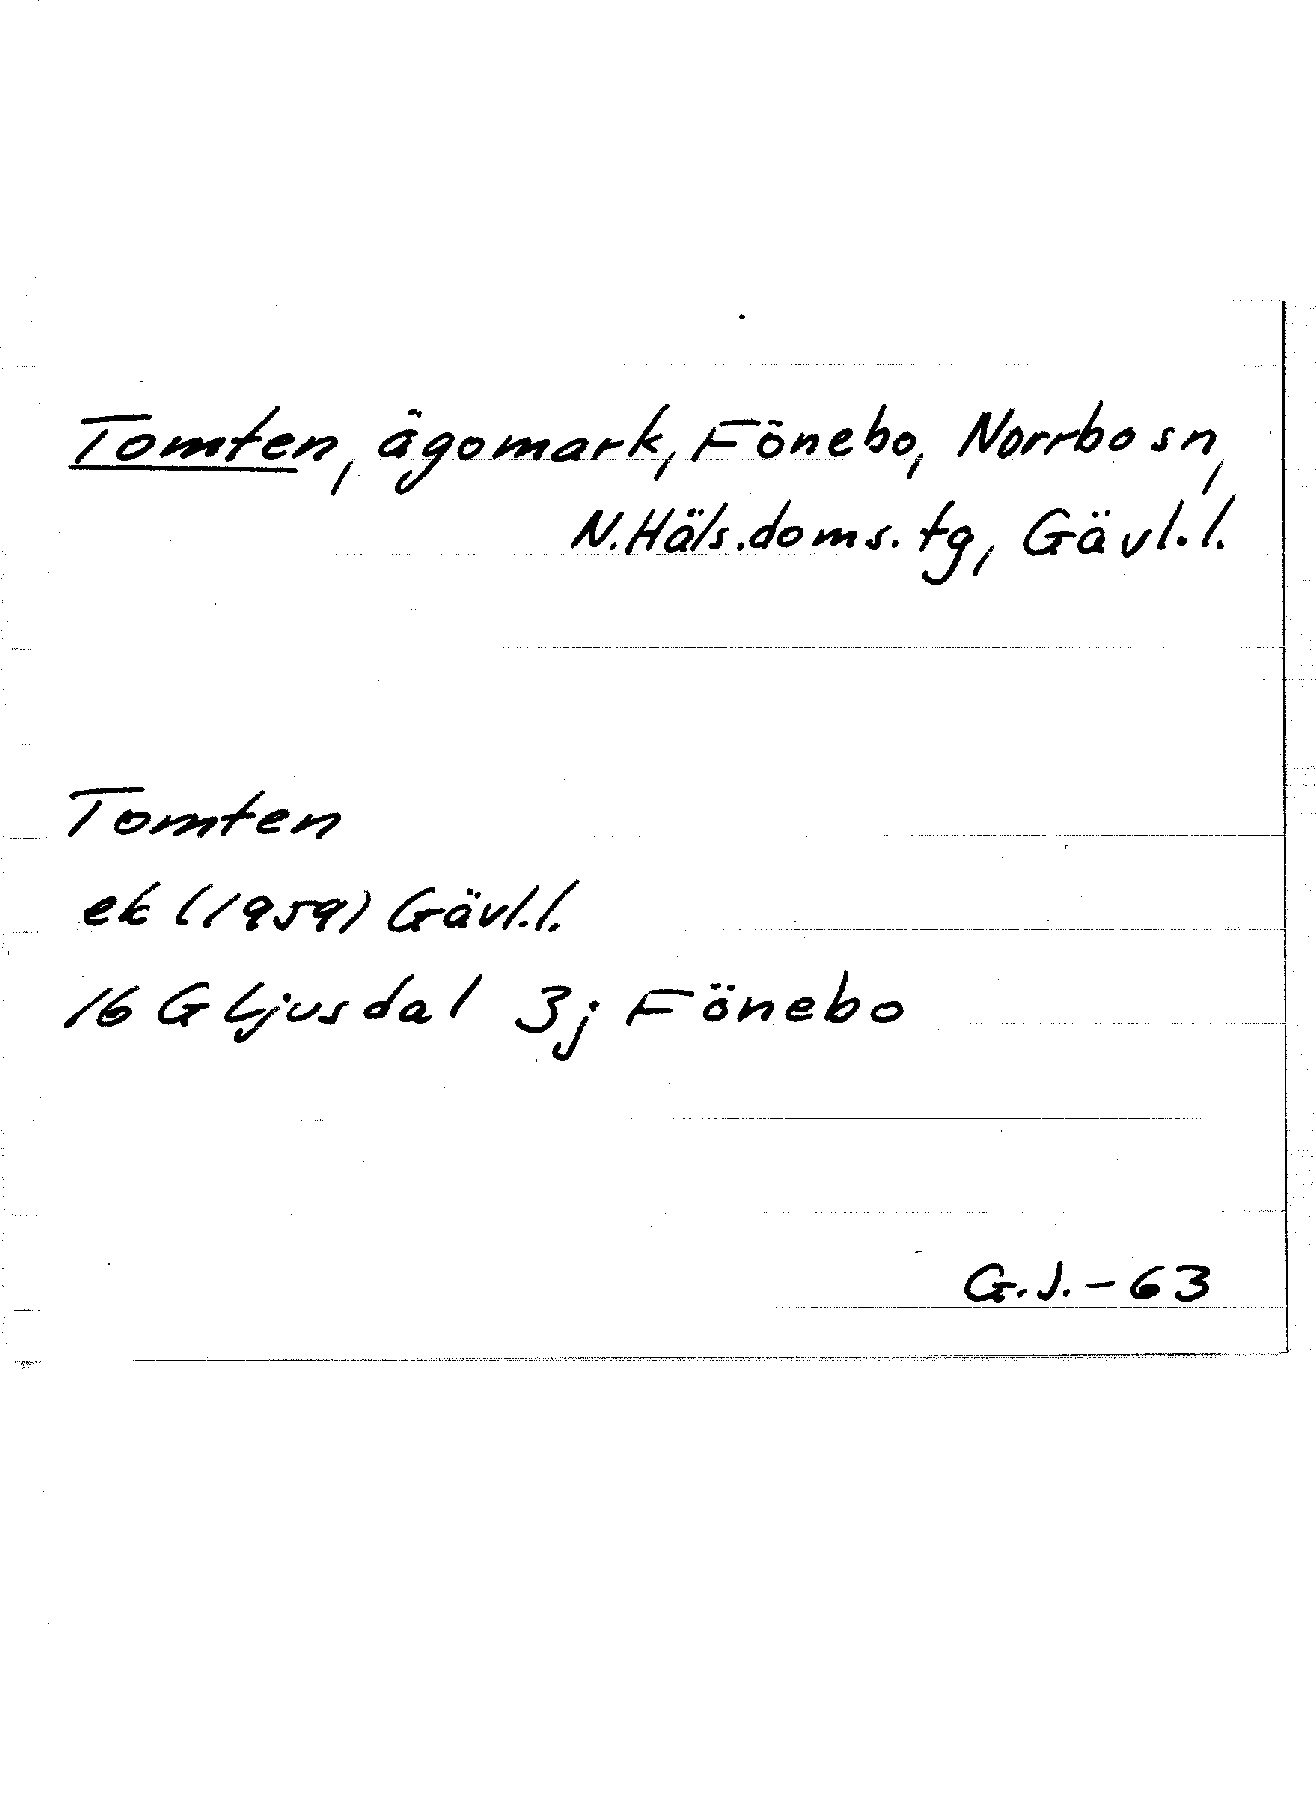 Tomten, ägomark, Fönebo, Norrbo sn,
N.Häls.doms.tg, Gävl.l.
Tomten
ek (1959) Gävl.l.
16 G Ljusdal 3j Fönebo
G.J.-63